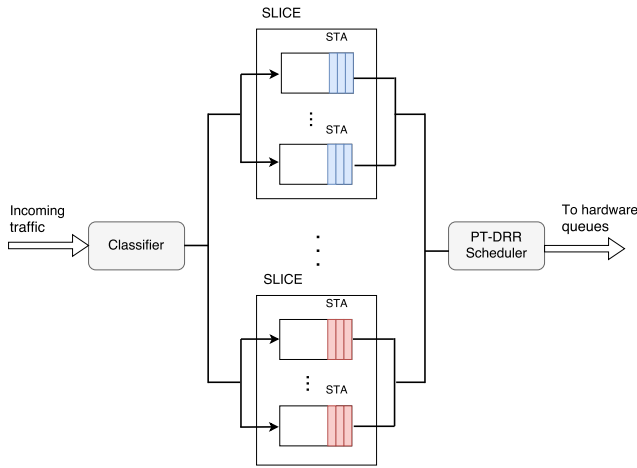 SLICE
STA
...
STA
Incoming
traffic
Classifier
...
PT-DRR
Scheduler
To hardware
queues
SLICE
STA
...
STA